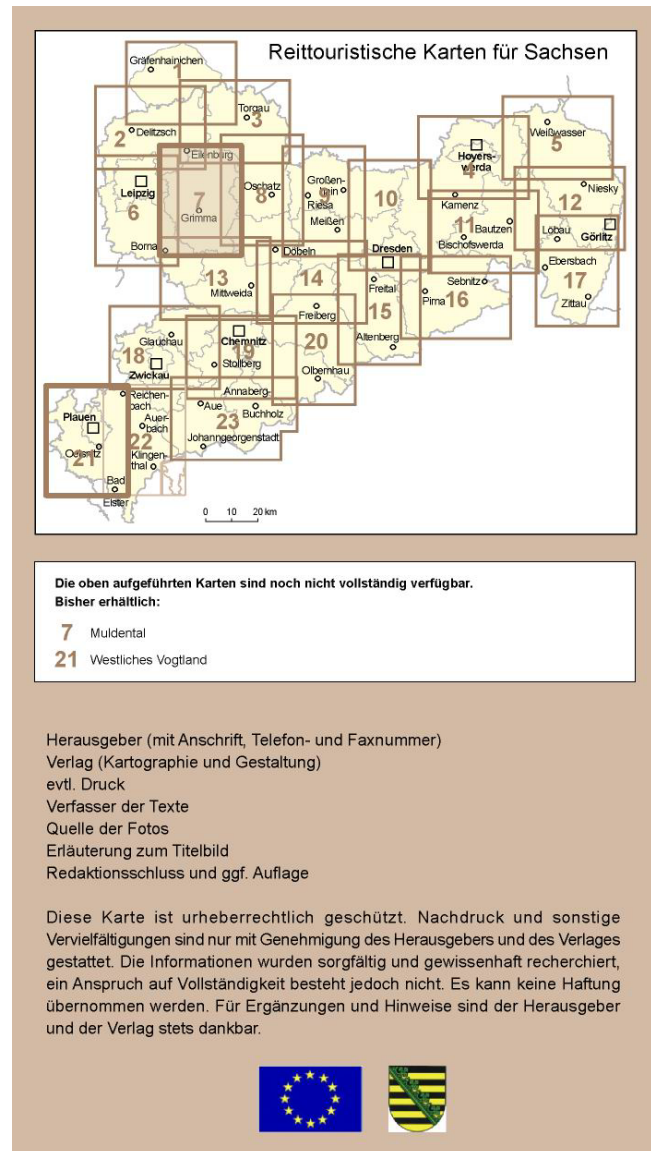 Reittouristische Karten für Sachsen
Gräfenhainichen
1
Torgau
3
2
Delitzsch
Eilenburg
Weißwasser
5
Hoyers-
werda
4
Leipzig
6
7
Grimma
Oschatz
8
Großen-
hain
9
Riesa
Meißen
10
Kamenz
11
Bautzen
Bischofswerda
Niesky
12
Görlitz
Löbau
Borna
Döbeln
Dresden
13
Mittweida
14
Freital
15
Pirna
Sebnitz
16
Ebersbach
17
Zittau
Freiberg
Altenberg
Glauchau
18
Zwickau
Chemnitz
19
Stollberg
20
Olbernhau
Annaberg-
Buchholz
Aue
23
Johanngeorgenstadt
Reichen-
bach
Plauen
Auer-
bach
Oelsnitz
21
22
Klingen-
thal
Bad
Elster
0 10 20 km
Die oben aufgeführten Karten sind noch nicht vollständig verfügbar.
Bisher erhältlich:
7 Muldental
21 Westliches Vogtland
Herausgeber (mit Anschrift, Telefon- und Faxnummer)
Verlag (Kartographie und Gestaltung)
evtl. Druck
Verfasser der Texte
Quelle der Fotos
Erläuterung zum Titelbild
Redaktionsschluss und ggf. Auflage
Diese Karte ist urheberrechtlich geschützt. Nachdruck und sonstige
Vervielfältigungen sind nur mit Genehmigung des Herausgebers und des Verlages
gestattet. Die Informationen wurden sorgfältig und gewissenhaft recherchiert,
ein Anspruch auf Vollständigkeit besteht jedoch nicht. Es kann keine Haftung
übernommen werden. Für Ergänzungen und Hinweise sind der Herausgeber
und der Verlag stets dankbar.